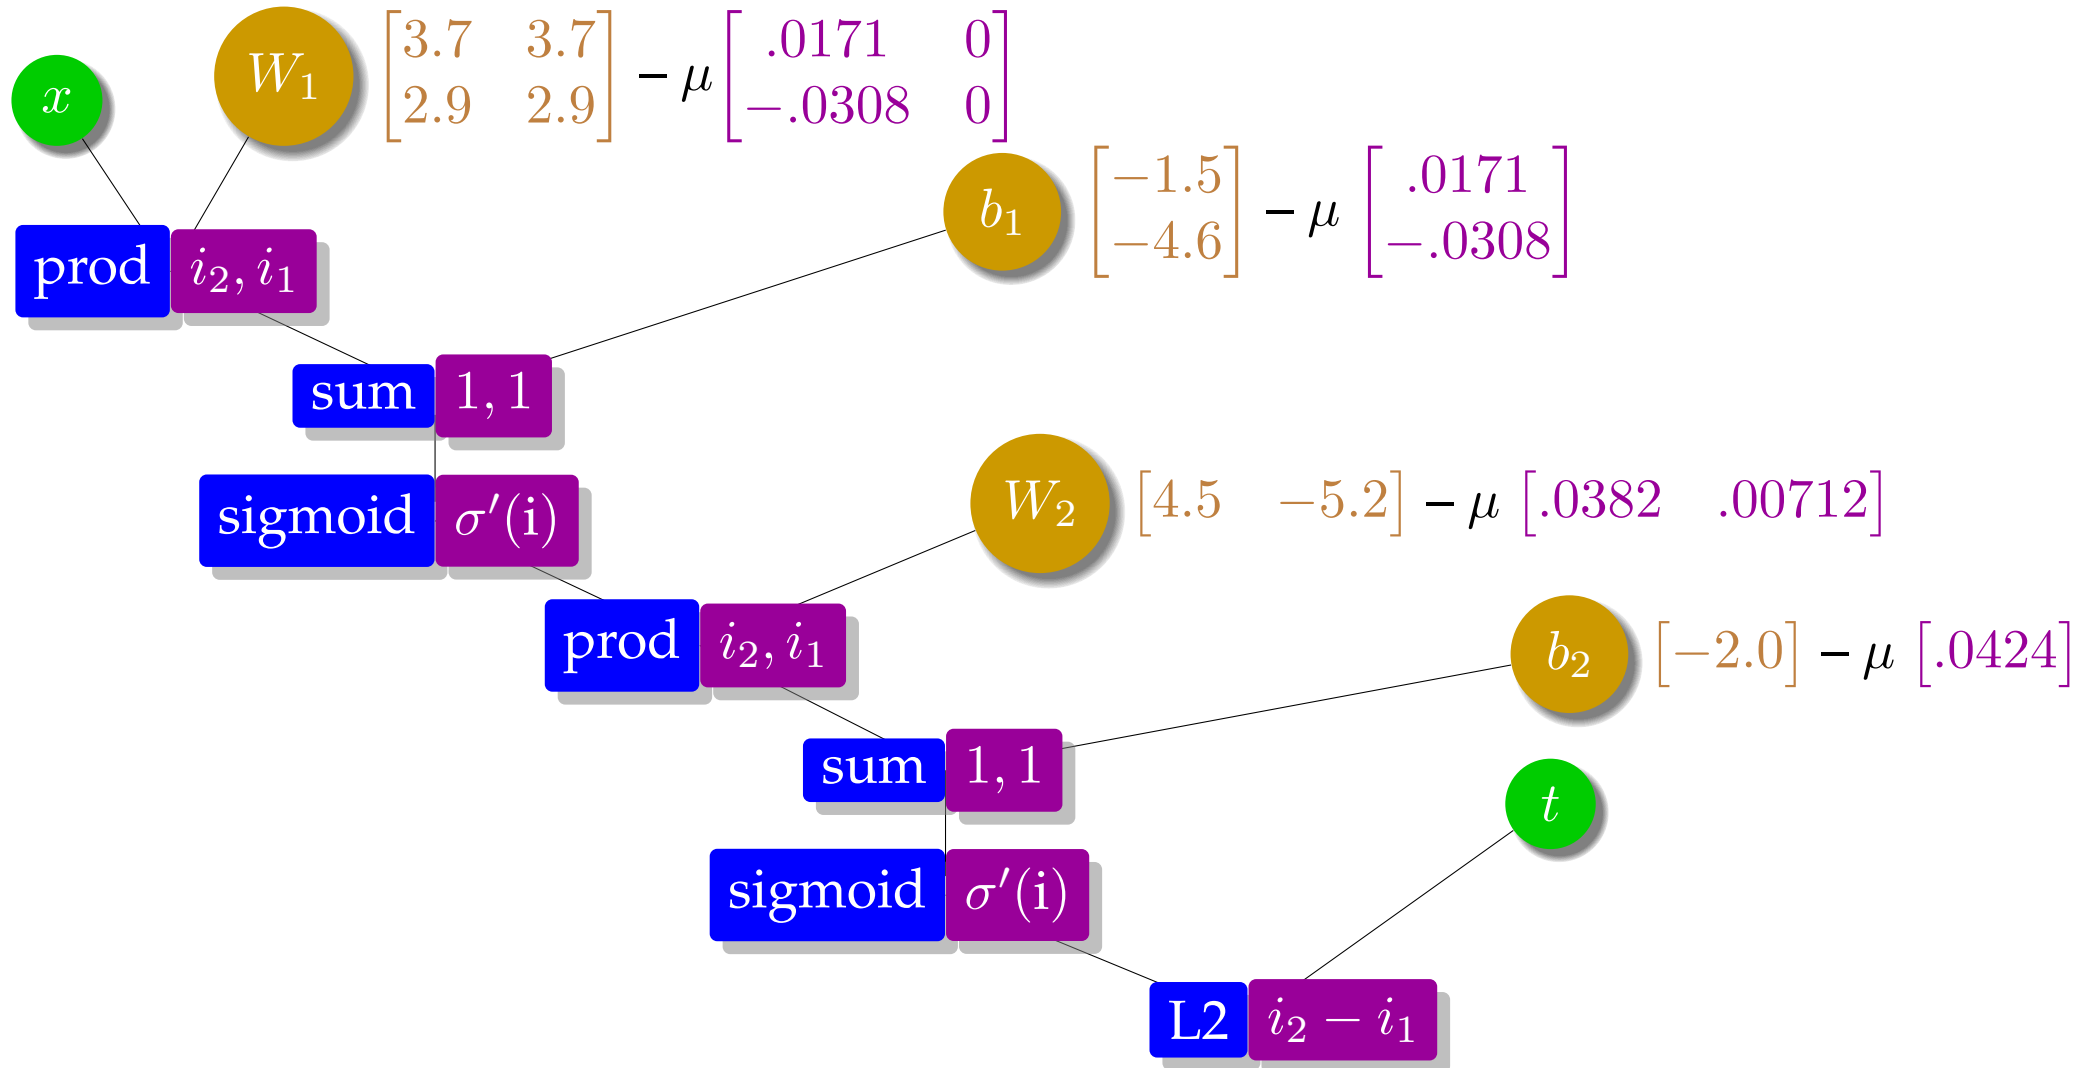 x
W₁ [3.7 3.7; 2.9 2.9] − μ [.0171 0; −.0308 0]
b₁ [−1.5; −4.6] − μ [.0171; −.0308]
prod i₂, i₁
sum 1, 1
sigmoid σ′(i)
W₂ [4.5 −5.2] − μ [.0382 .00712]
prod i₂, i₁
b₂ [−2.0] − μ [.0424]
sum 1, 1
t
sigmoid σ′(i)
L2 i₂ − i₁